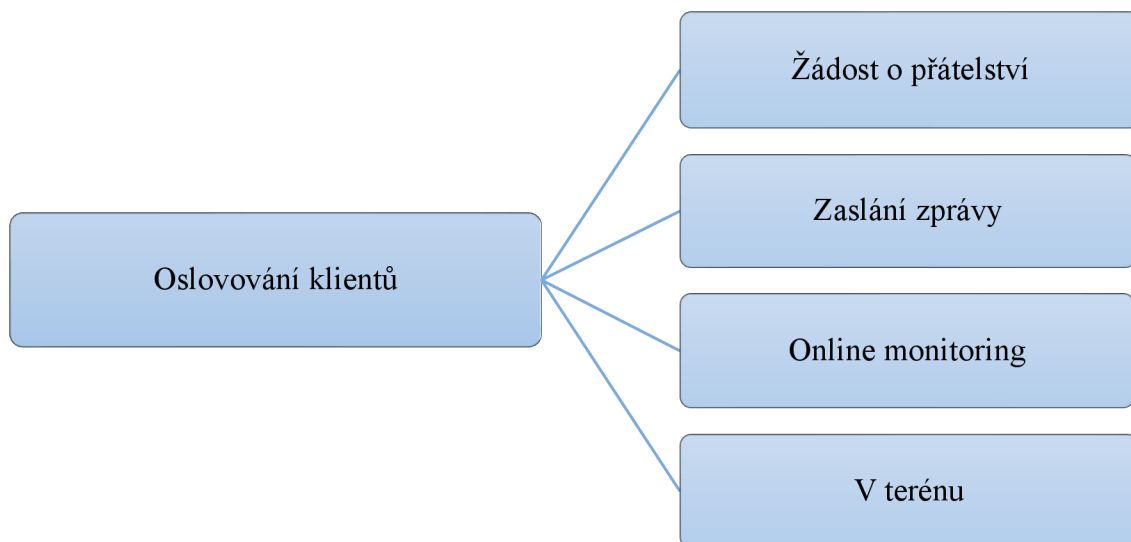 Žádost o přátelství
Zaslání zprávy
Oslovování klientů
Online monitoring
V terénu